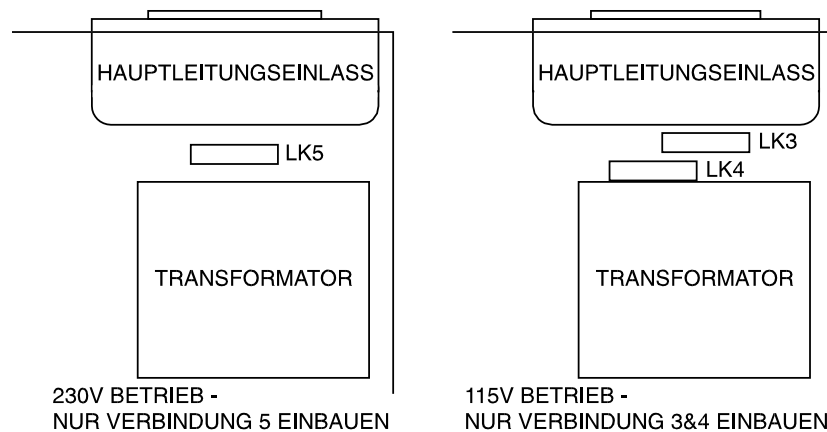 HAUPTLEITUNGSEINLASS
LK5
TRANSFORMATOR
230V BETRIEB -
NUR VERBINDUNG 5 EINBAUEN
HAUPTLEITUNGSEINLASS
LK3
LK4
TRANSFORMATOR
115V BETRIEB -
NUR VERBINDUNG 3&4 EINBAUEN